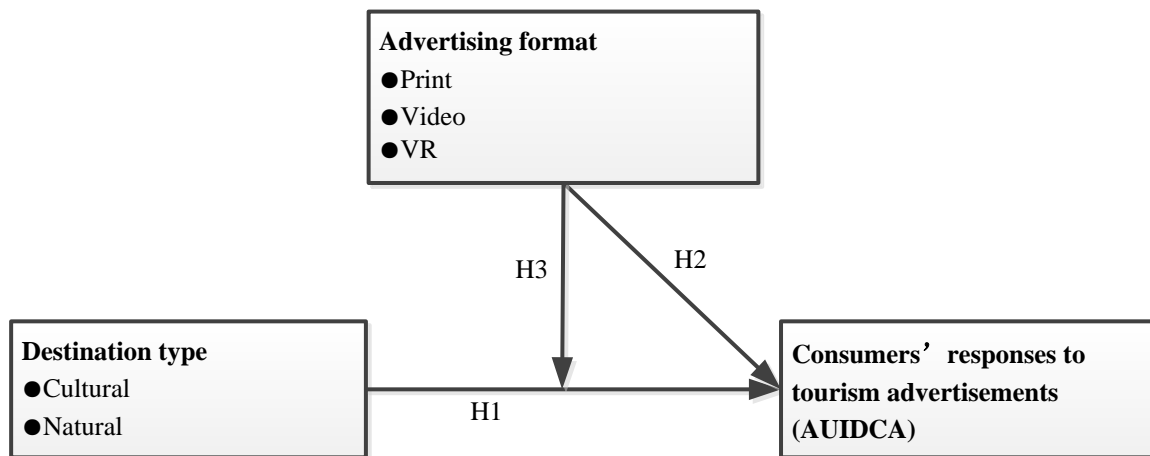 Advertising format
●Print
●Video
●VR
H3
H2
Destination type
●Cultural
●Natural
H1
Consumers’ responses to
tourism advertisements
(AUIDCA)